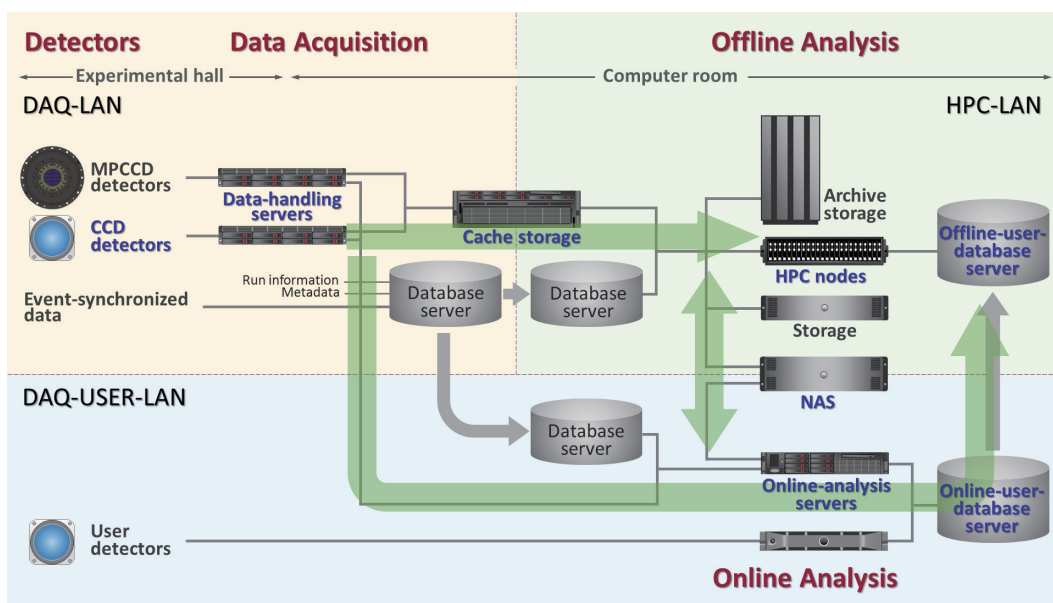 Detectors
Data Acquisition
Offline Analysis
Experimental hall
Computer room
DAQ-LAN
HPC-LAN
MPCCD
detectors
Data-handling
servers
CCD
detectors
Cache storage
Archive
storage
HPC nodes
Offline-user-
database
server
Run information
Metadata
Event-synchronized
data
Database
server
Database
server
Storage
NAS
DAQ-USER-LAN
Database
server
Online-analysis
servers
Online-user-
database
server
User
detectors
Online Analysis